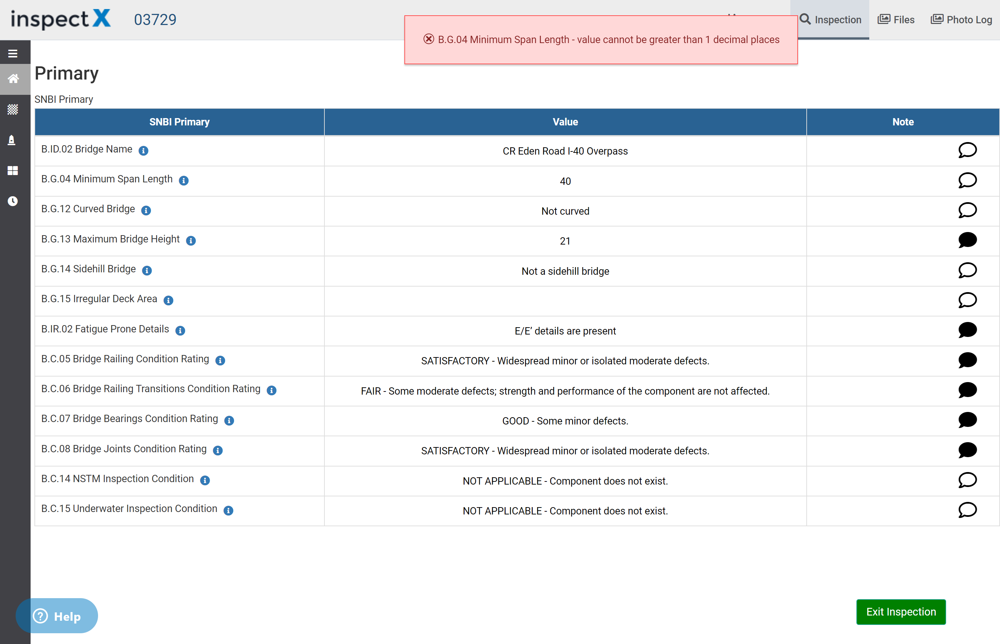 inspectX 03729
Inspection Files Photo Log
B.G.04 Minimum Span Length - value cannot be greater than 1 decimal places
Primary
SNBI Primary
SNBI Primary Value Note
B.ID.02 Bridge Name CR Eden Road I-40 Overpass
B.G.04 Minimum Span Length 40
B.G.12 Curved Bridge Not curved
B.G.13 Maximum Bridge Height 21
B.G.14 Sidehill Bridge Not a sidehill bridge
B.G.15 Irregular Deck Area
B.IR.02 Fatigue Prone Details E/E’ details are present
B.C.05 Bridge Railing Condition Rating SATISFACTORY - Widespread minor or isolated moderate defects.
B.C.06 Bridge Railing Transitions Condition Rating FAIR - Some moderate defects; strength and performance of the component are not affected.
B.C.07 Bridge Bearings Condition Rating GOOD - Some minor defects.
B.C.08 Bridge Joints Condition Rating SATISFACTORY - Widespread minor or isolated moderate defects.
B.C.14 NSTM Inspection Condition NOT APPLICABLE - Component does not exist.
B.C.15 Underwater Inspection Condition NOT APPLICABLE - Component does not exist.
Help
Exit Inspection